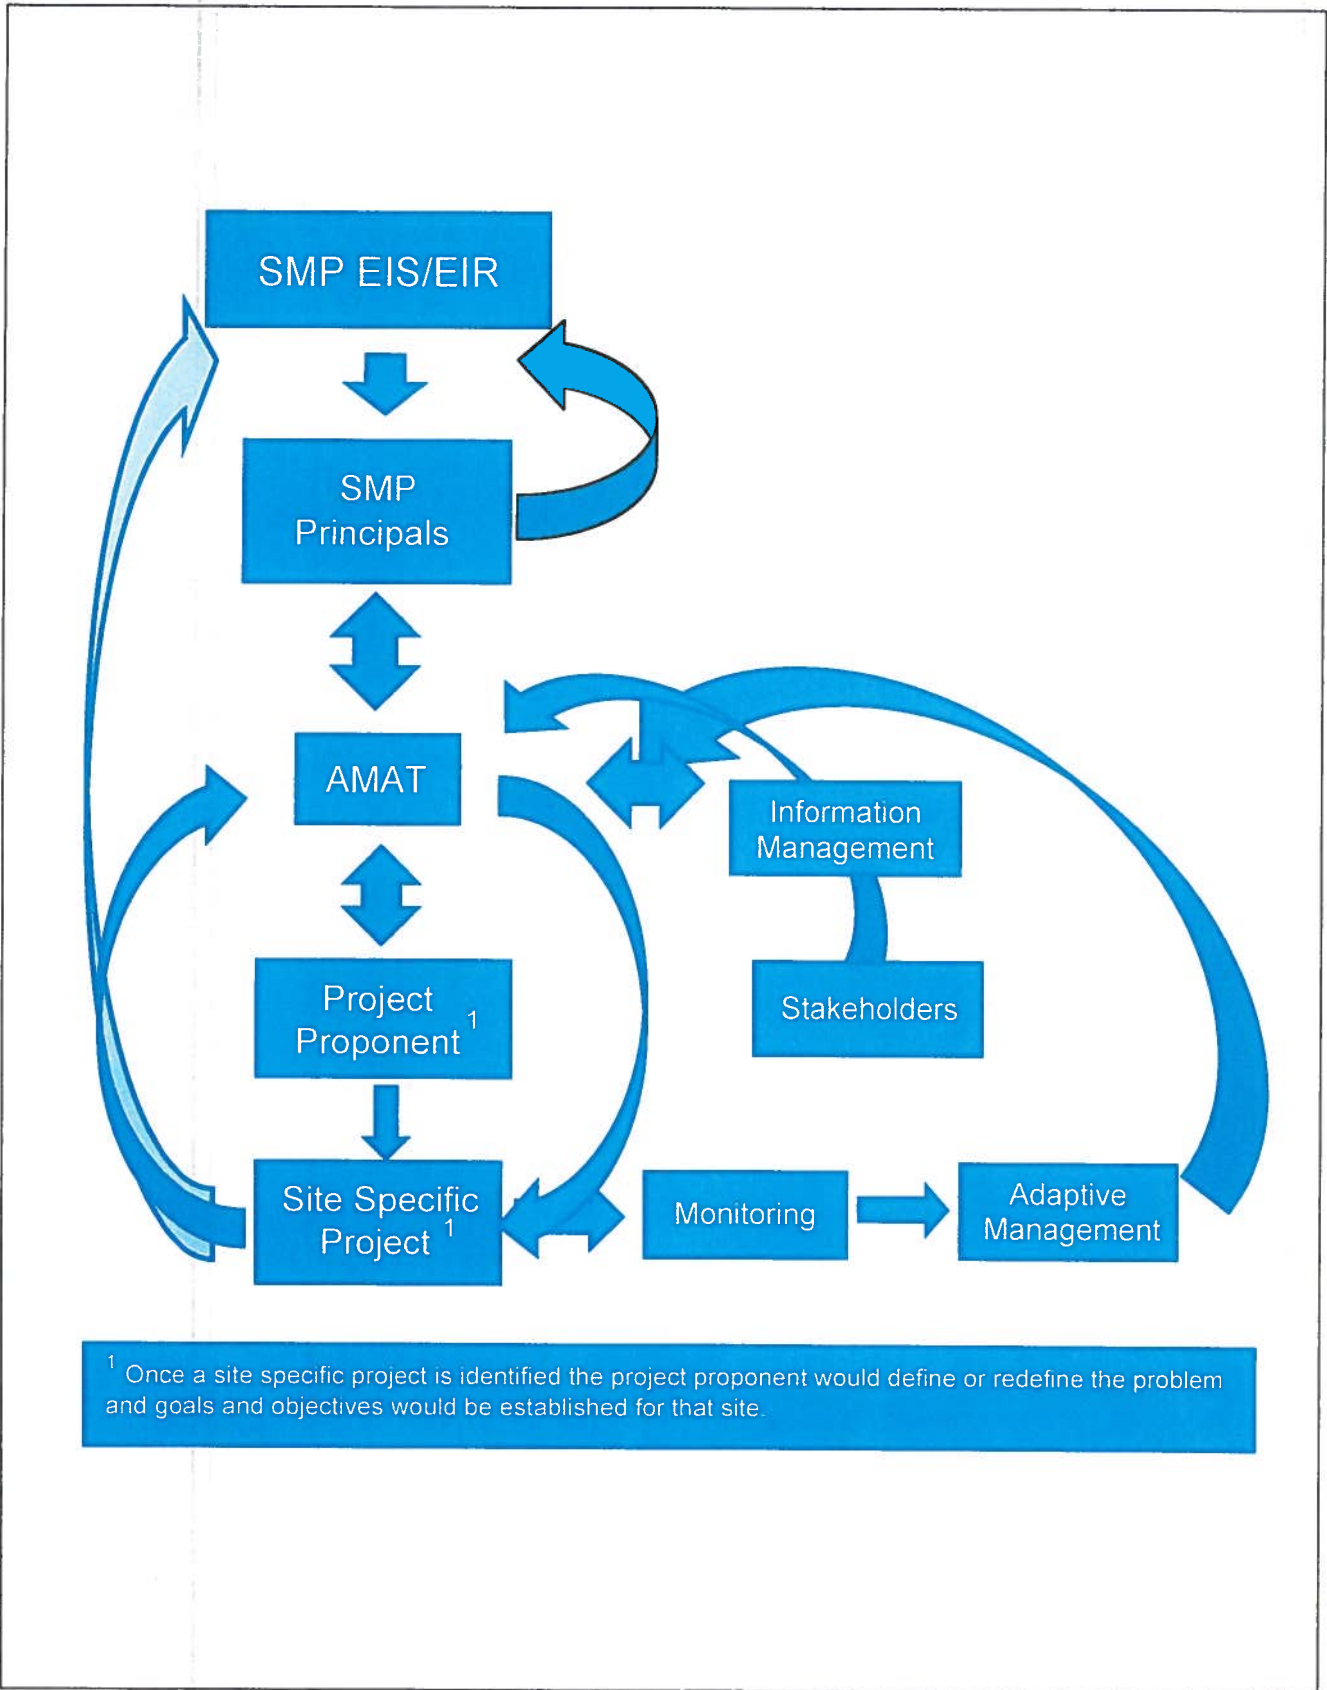 SMP EIS/EIR
SMP
Principals
AMAT
Information
Management
Project
Proponent 1
Stakeholders
Site Specific
Project 1
Monitoring
Adaptive
Management
1 Once a site specific project is identified the project proponent would define or redefine the problem
and goals and objectives would be established for that site.